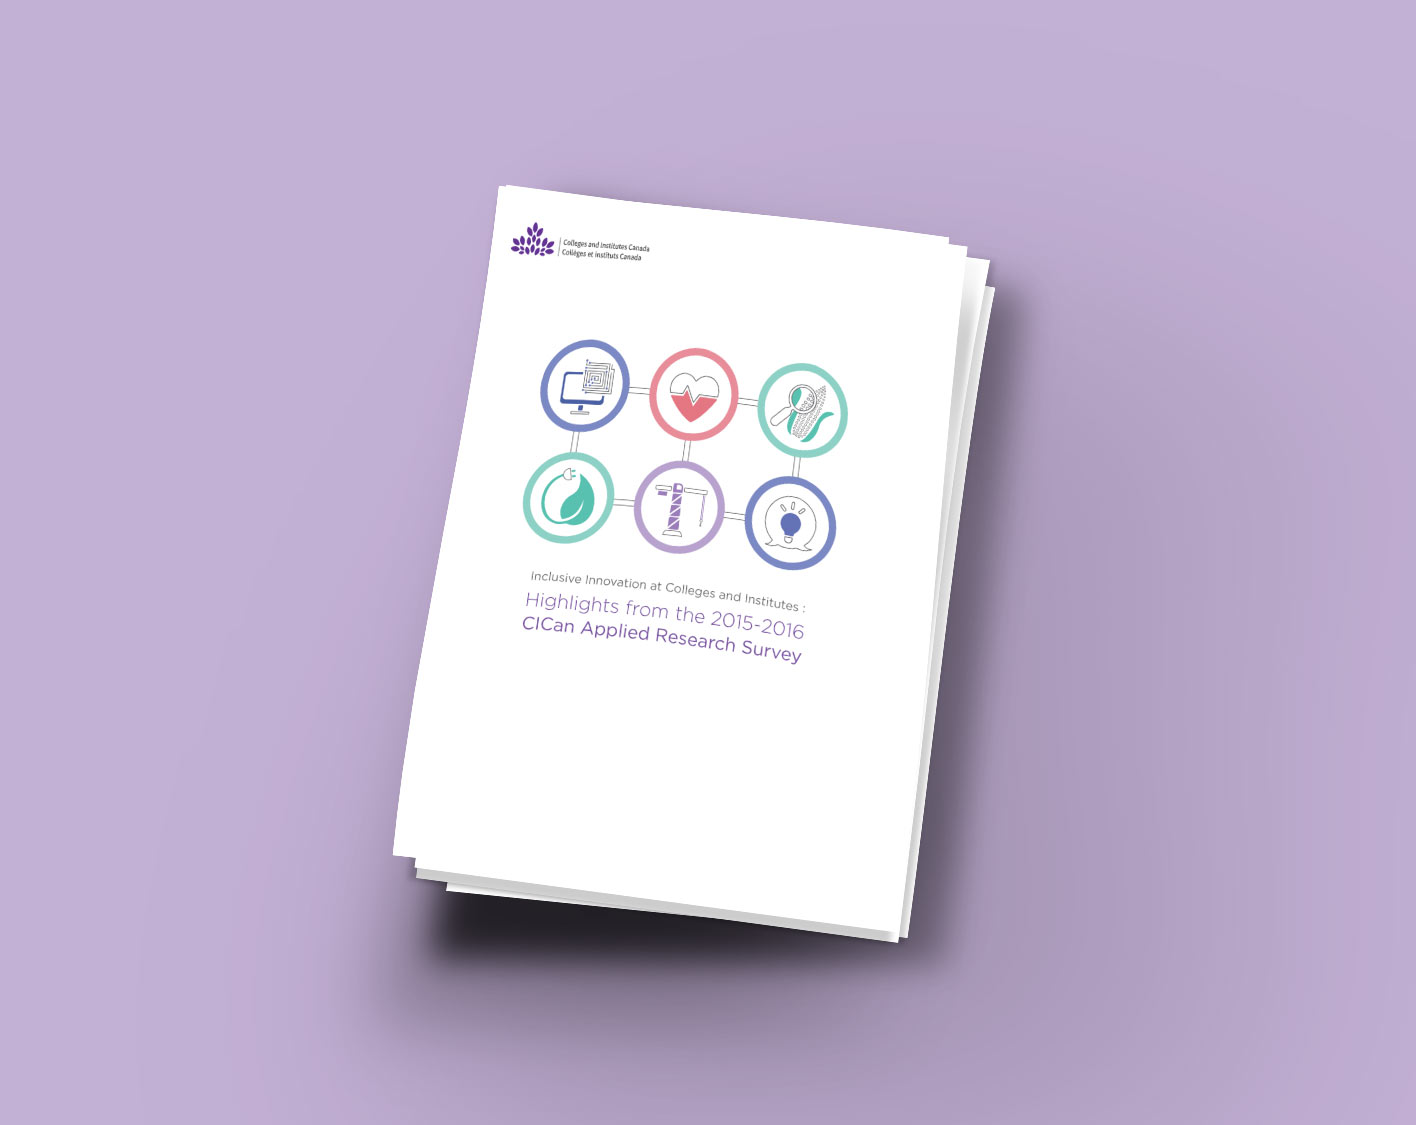 Colleges and Institutes Canada
Collèges et Instituts Canada
Inclusive Innovation at Colleges and Institutes :
Highlights from the 2015-2016
CICan Applied Research Survey